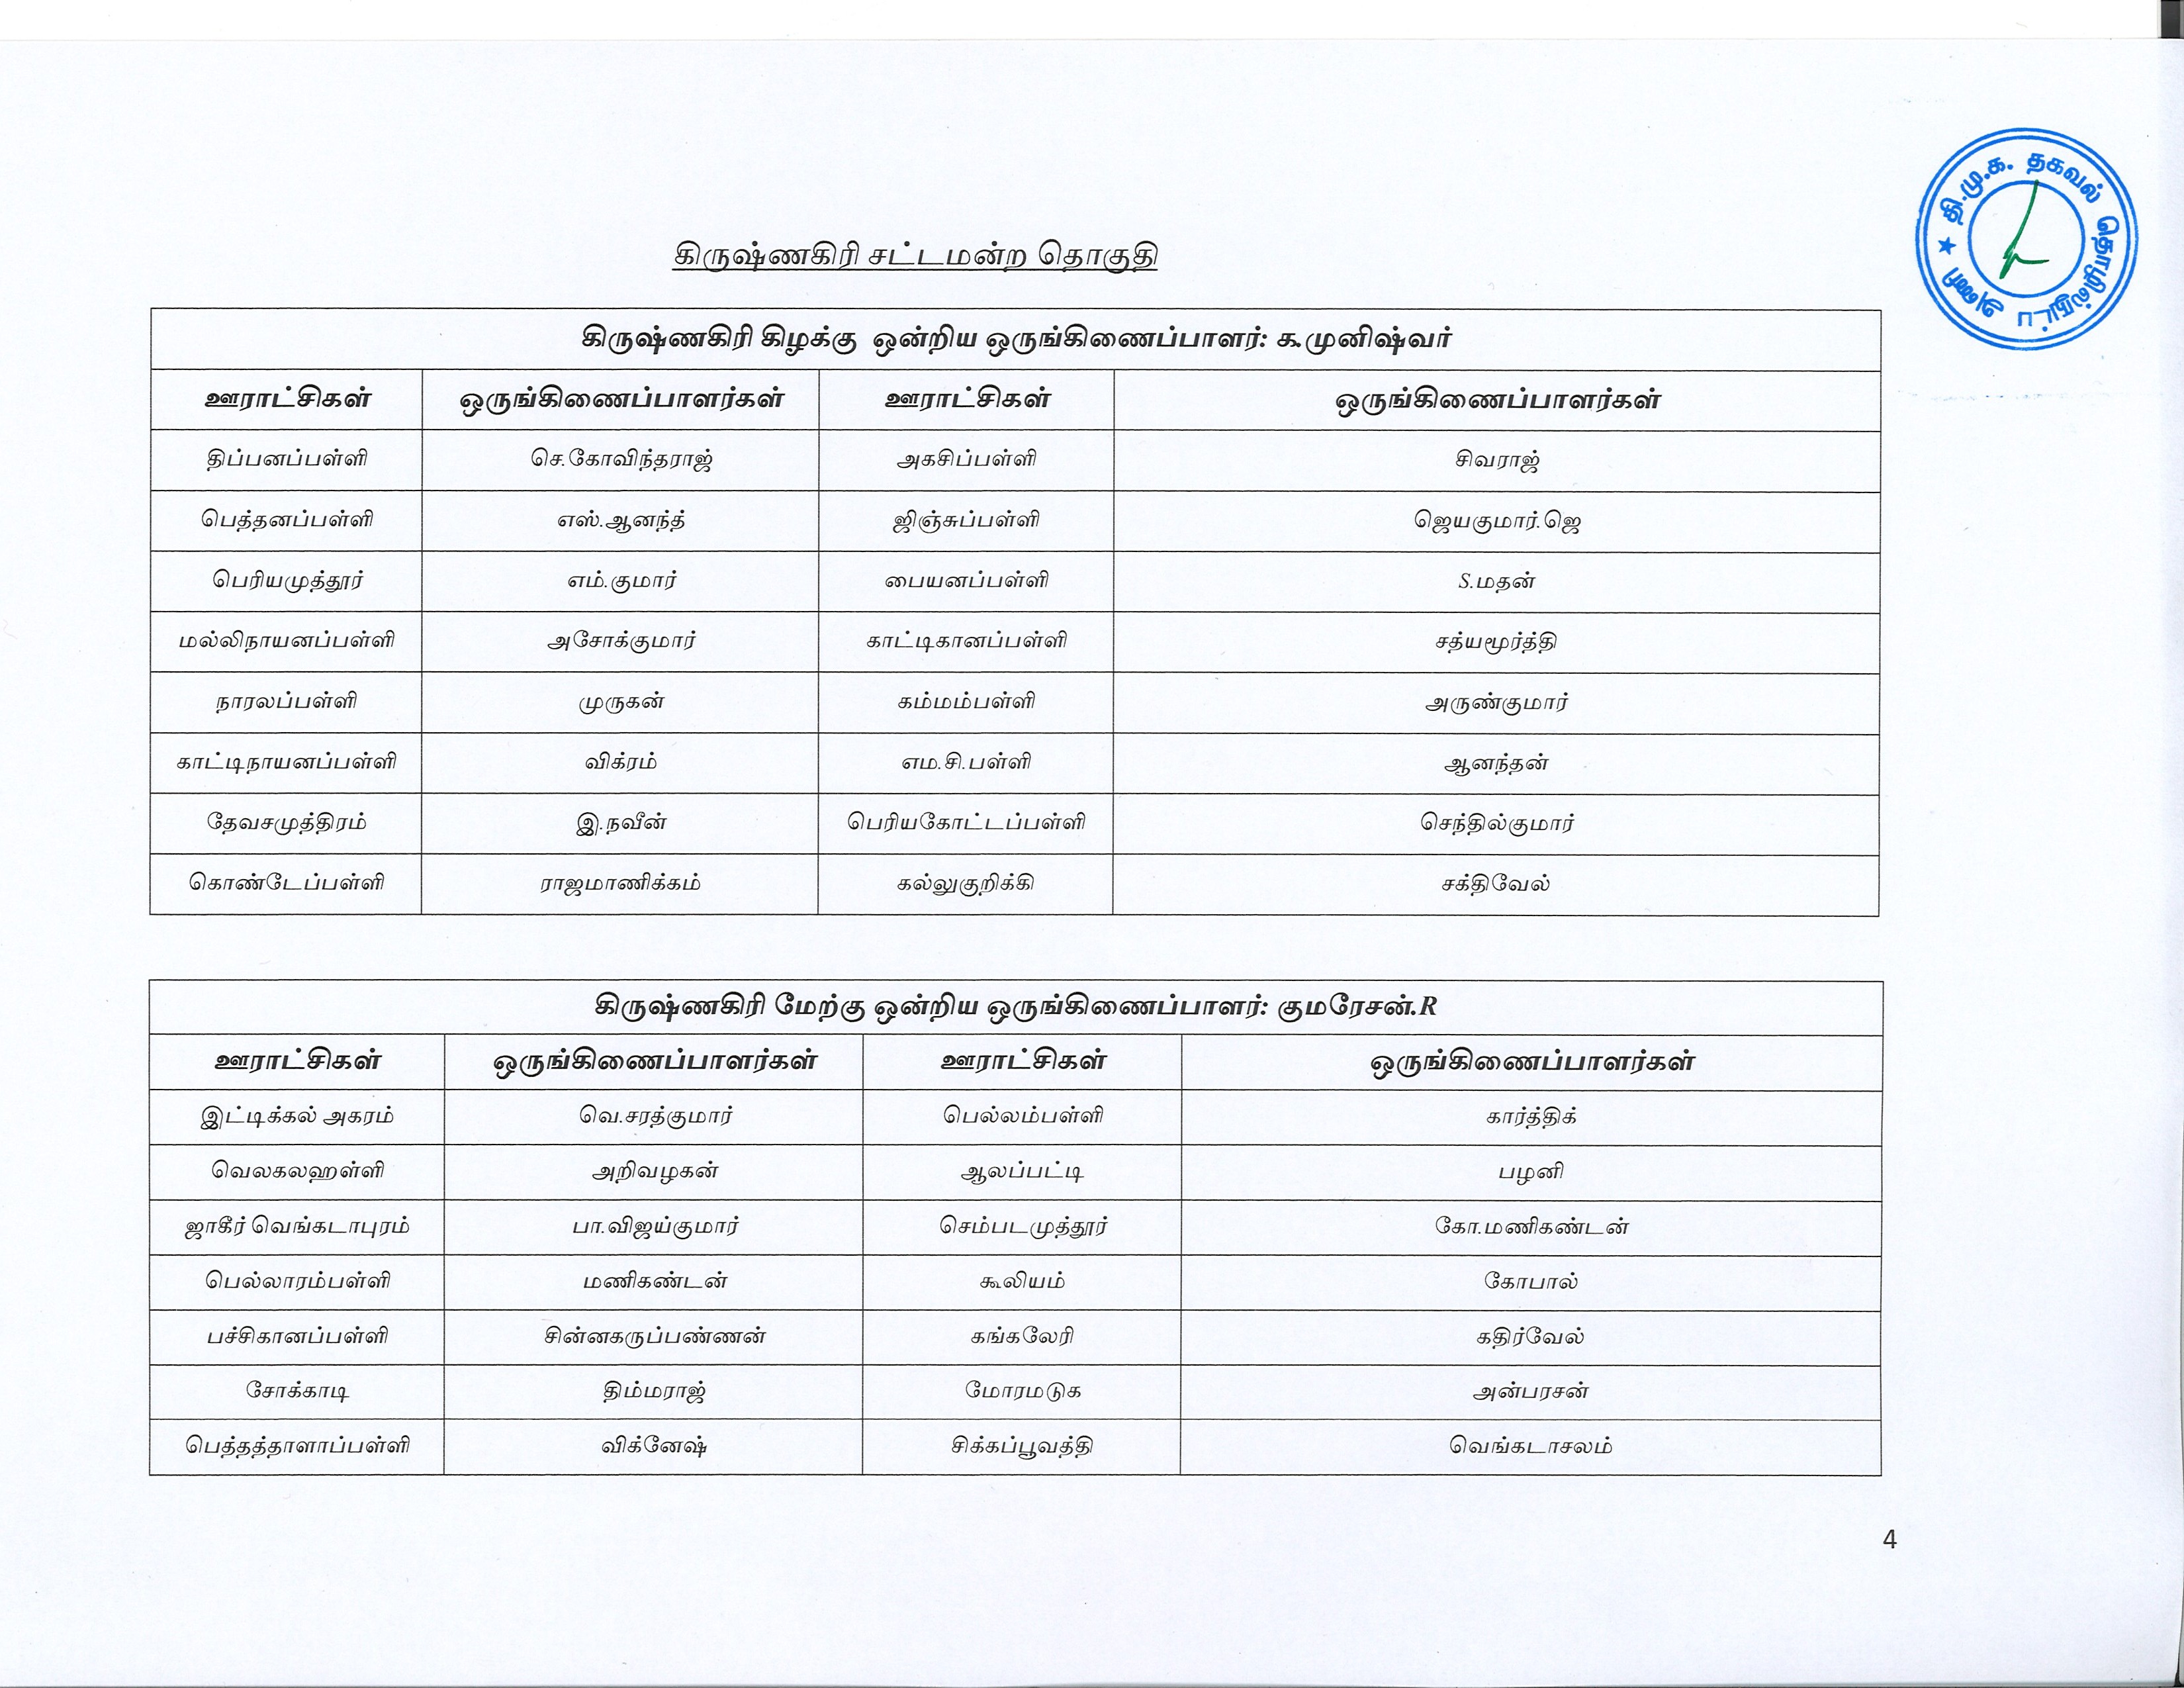 தி.மு.க. தகவல் தொழில்நுட்ப அணி
கிருஷ்ணகிரி சட்டமன்ற தொகுதி
கிருஷ்ணகிரி கிழக்கு ஒன்றிய ஒருங்கிணைப்பாளர்: க.முனிஷ்வர்
ஊராட்சிகள் ஒருங்கிணைப்பாளர்கள் ஊராட்சிகள் ஒருங்கிணைப்பாளர்கள்
திப்பனப்பள்ளி செ.கோவிந்தராஜ் அகசிப்பள்ளி சிவராஜ்
பெத்தனப்பள்ளி எஸ்.ஆனந்த் ஜிஞ்சுப்பள்ளி ஜெயகுமார்.ஜெ
பெரியமுத்தூர் எம்.குமார் பையனப்பள்ளி S.மதன்
மல்லிநாயனப்பள்ளி அசோக்குமார் காட்டிகானப்பள்ளி சத்யமூர்த்தி
நாரலப்பள்ளி முருகன் கம்மம்பள்ளி அருண்குமார்
காட்டிநாயனப்பள்ளி விக்ரம் எம.சி.பள்ளி ஆனந்தன்
தேவசமுத்திரம் இ.நவீன் பெரியகோட்டப்பள்ளி செந்தில்குமார்
கொண்டேப்பள்ளி ராஜமாணிக்கம் கல்லுகுறிக்கி சக்திவேல்
கிருஷ்ணகிரி மேற்கு ஒன்றிய ஒருங்கிணைப்பாளர்: குமரேசன்.R
ஊராட்சிகள் ஒருங்கிணைப்பாளர்கள் ஊராட்சிகள் ஒருங்கிணைப்பாளர்கள்
இட்டிக்கல் அகரம் வெ.சரத்குமார் பெல்லம்பள்ளி கார்த்திக்
வெலகலஹள்ளி அறிவழகன் ஆலப்பட்டி பழனி
ஜாகீர் வெங்கடாபுரம் பா.விஜய்குமார் செம்படமுத்தூர் கோ.மணிகண்டன்
பெல்லாரம்பள்ளி மணிகண்டன் கூலியம் கோபால்
பச்சிகானப்பள்ளி சின்னகருப்பண்ணன் கங்கலேரி கதிர்வேல்
சோக்காடி திம்மராஜ் மோரமடுக அன்பரசன்
பெத்தத்தாளாப்பள்ளி விக்னேஷ் சிக்கப்பூவத்தி வெங்கடாசலம்
4